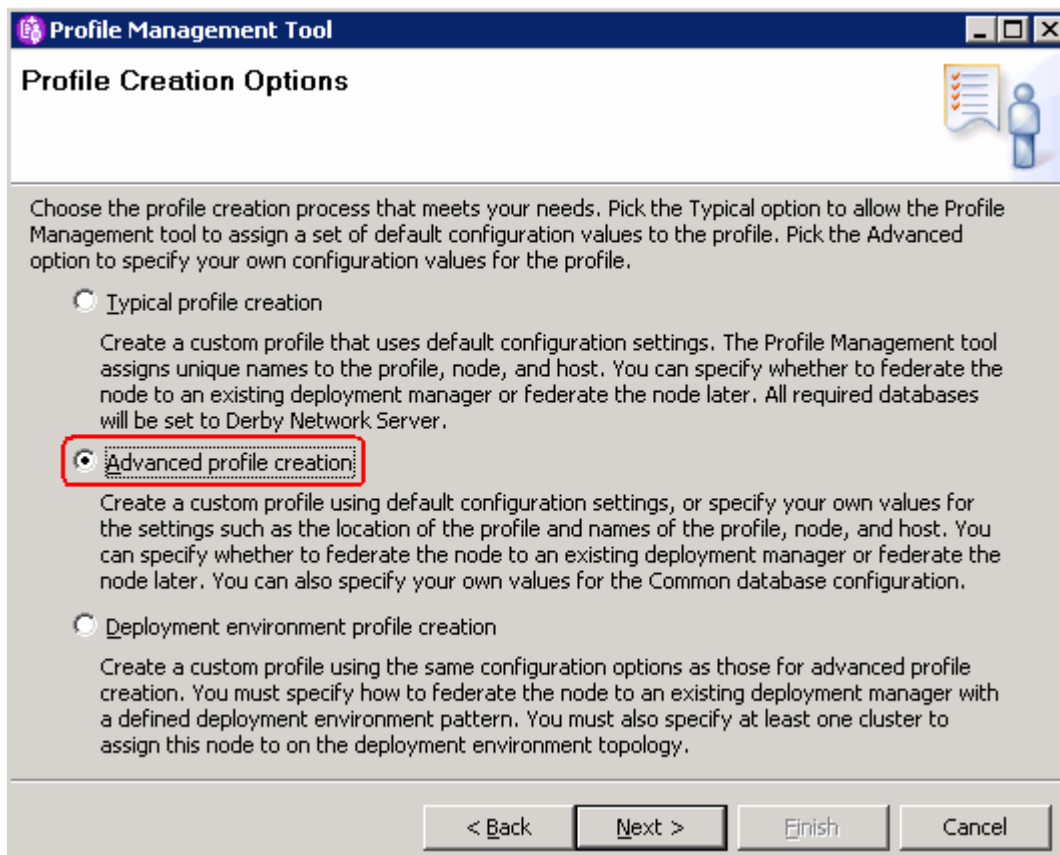 Profile Management Tool
Profile Creation Options
Choose the profile creation process that meets your needs. Pick the Typical option to allow the Profile
Management tool to assign a set of default configuration values to the profile. Pick the Advanced
option to specify your own configuration values for the profile.
Typical profile creation
Create a custom profile that uses default configuration settings. The Profile Management tool
assigns unique names to the profile, node, and host. You can specify whether to federate the
node to an existing deployment manager or federate the node later. All required databases
will be set to Derby Network Server.
Advanced profile creation
Create a custom profile using default configuration settings, or specify your own values for
the settings such as the location of the profile and names of the profile, node, and host. You
can specify whether to federate the node to an existing deployment manager or federate the
node later. You can also specify your own values for the Common database configuration.
Deployment environment profile creation
Create a custom profile using the same configuration options as those for advanced profile
creation. You must specify how to federate the node to an existing deployment manager with
a defined deployment environment pattern. You must also specify at least one cluster to
assign this node to on the deployment environment topology.
< Back Next > Finish Cancel